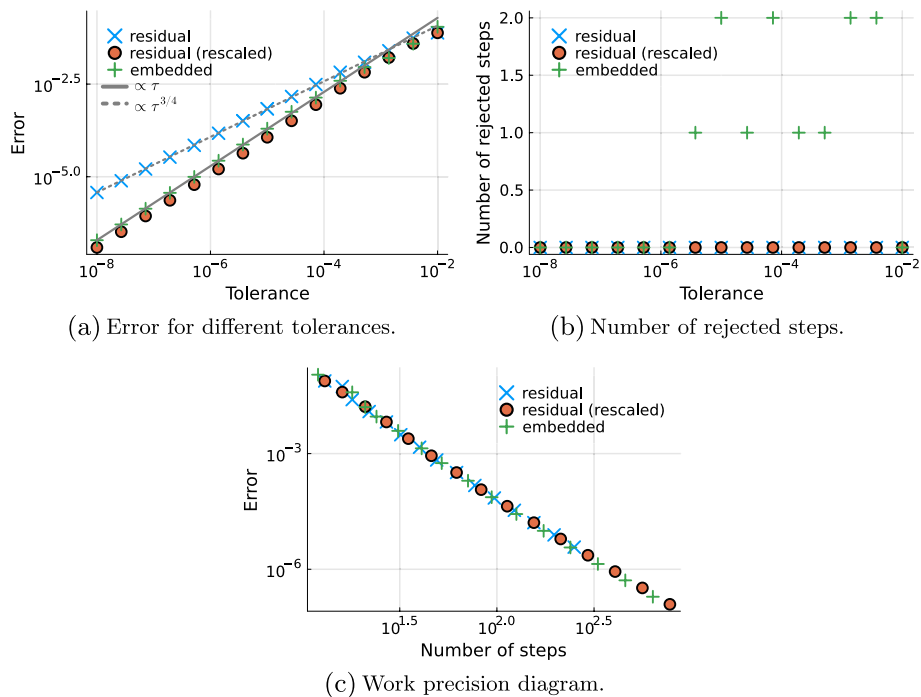 residual
residual (rescaled)
embedded
∝ τ
∝ τ^{3/4}
Error
10^{−2.5}
10^{−5.0}
10^{−8} 10^{−6} 10^{−4} 10^{−2}
Tolerance
(a) Error for different tolerances.
residual
residual (rescaled)
embedded
Number of rejected steps
2.0
1.5
1.0
0.5
0.0
10^{−8} 10^{−6} 10^{−4} 10^{−2}
Tolerance
(b) Number of rejected steps.
residual
residual (rescaled)
embedded
Error
10^{−3}
10^{−6}
10^{1.5} 10^{2.0} 10^{2.5}
Number of steps
(c) Work precision diagram.